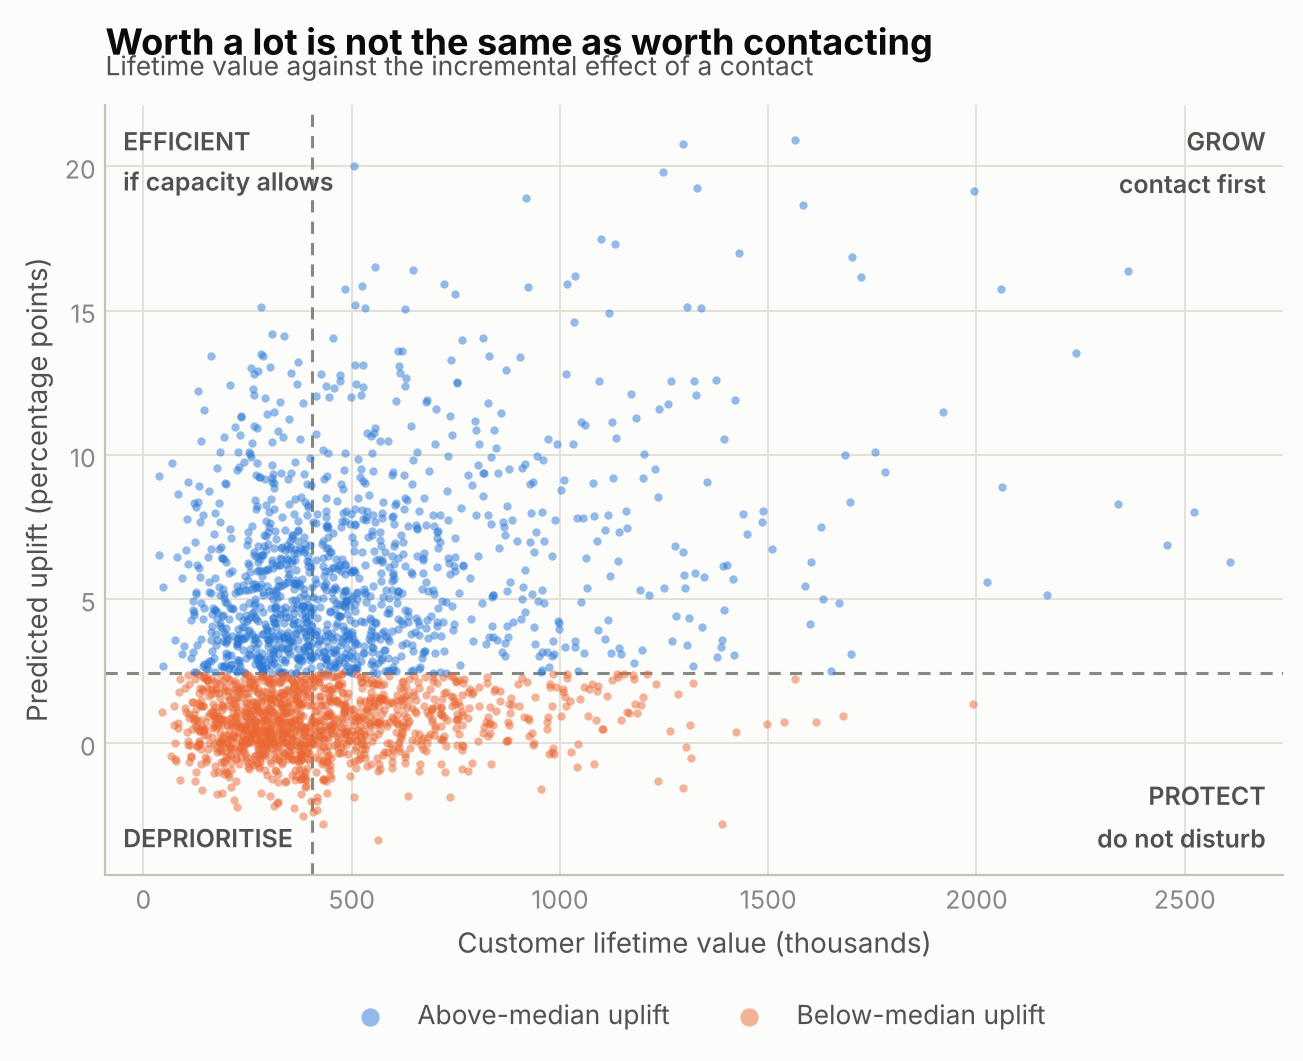 Worth a lot is not the same as worth contacting
Lifetime value against the incremental effect of a contact
EFFICIENT
if capacity allows
GROW
contact first
20
15
10
5
0
Predicted uplift (percentage points)
DEPRIORITISE
PROTECT
do not disturb
0
500
1000
1500
2000
2500
Customer lifetime value (thousands)
Above-median uplift
Below-median uplift